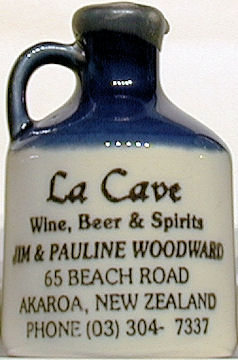 La Cave
Wine, Beer & Spirits
JIM & PAULINE WOODWARD
65 BEACH ROAD
AKAROA, NEW ZEALAND
PHONE (03) 304- 7337